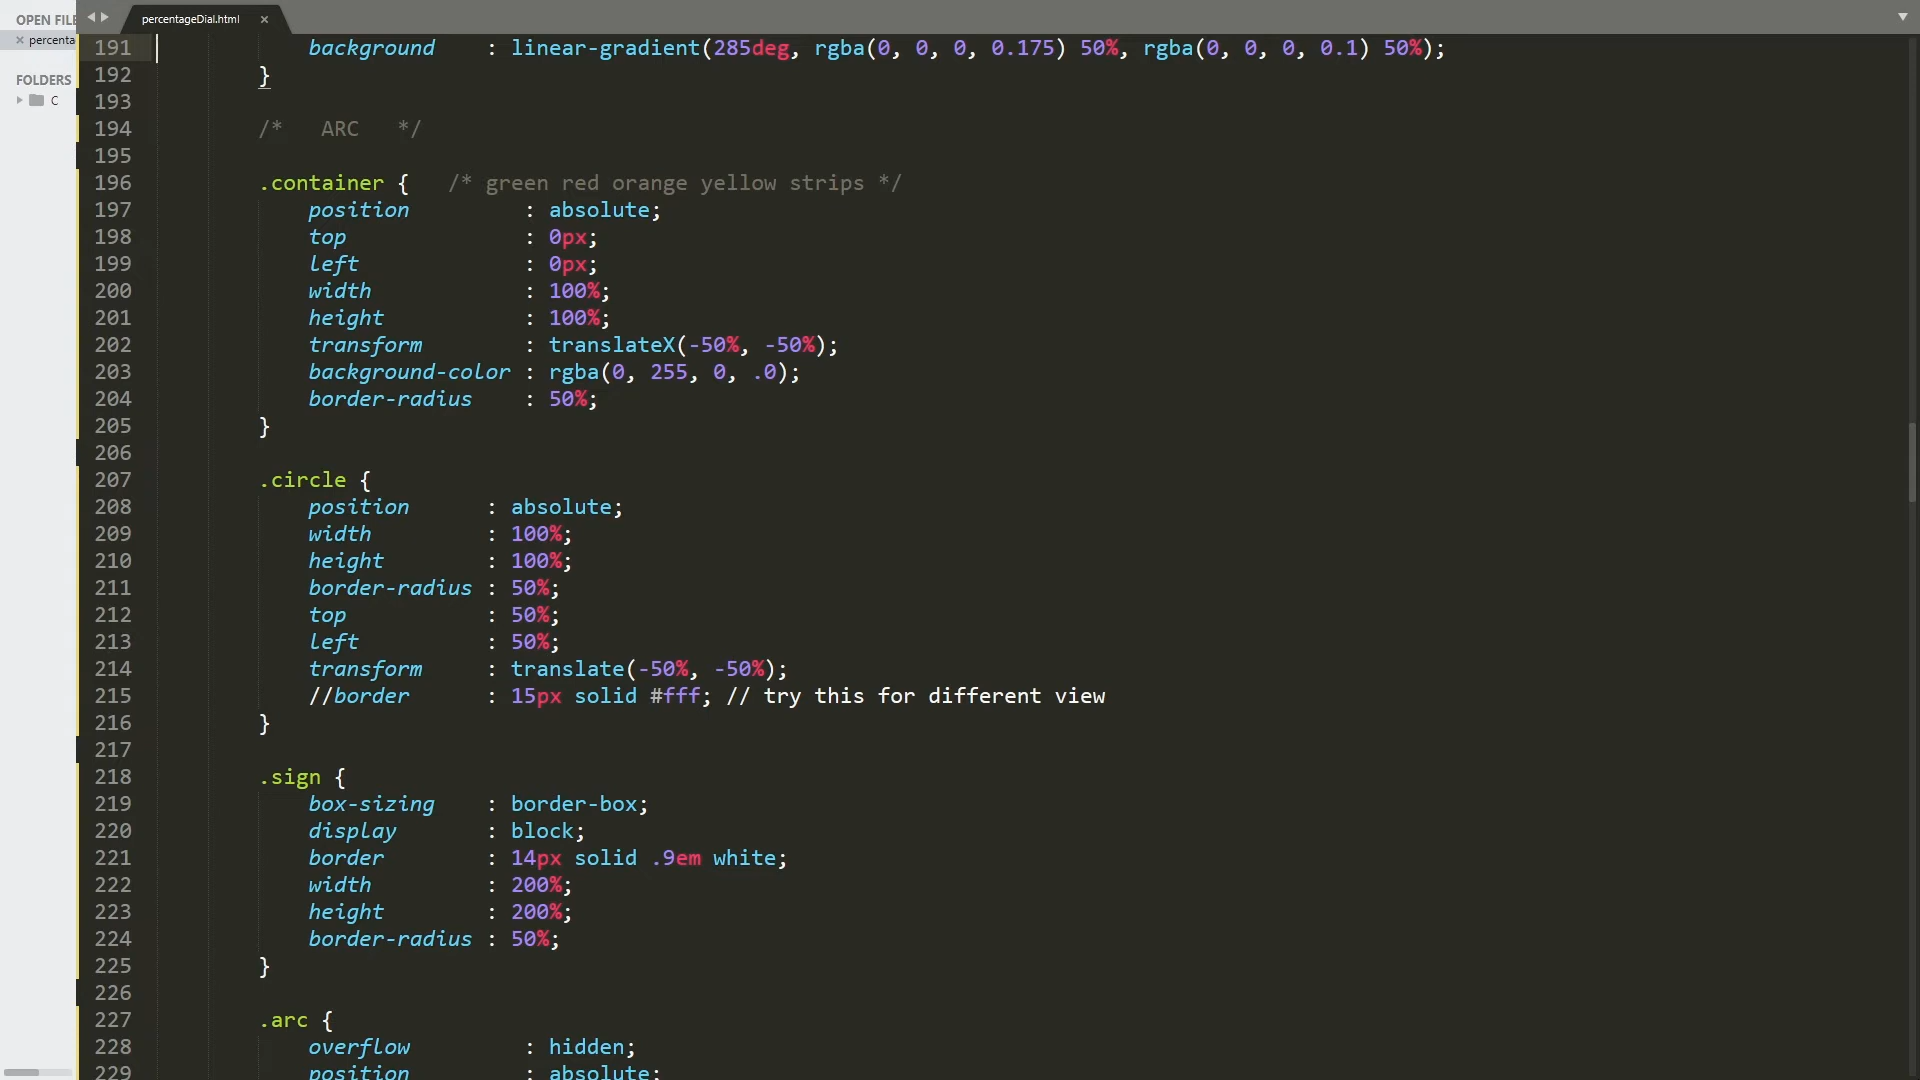 OPEN FILE
percentageDial.html
percenta
FOLDERS
C
191 background : linear-gradient(285deg, rgba(0, 0, 0, 0.175) 50%, rgba(0, 0, 0, 0.1) 50%);
192 }
193
194 /* ARC */
195
196 .container { /* green red orange yellow strips */
197 position : absolute;
198 top : 0px;
199 left : 0px;
200 width : 100%;
201 height : 100%;
202 transform : translateX(-50%, -50%);
203 background-color : rgba(0, 255, 0, .0);
204 border-radius : 50%;
205 }
206
207 .circle {
208 position : absolute;
209 width : 100%;
210 height : 100%;
211 border-radius : 50%;
212 top : 50%;
213 left : 50%;
214 transform : translate(-50%, -50%);
215 //border : 15px solid #fff; // try this for different view
216 }
217
218 .sign {
219 box-sizing : border-box;
220 display : block;
221 border : 14px solid .9em white;
222 width : 200%;
223 height : 200%;
224 border-radius : 50%;
225 }
226
227 .arc {
228 overflow : hidden;
229 position : absolute;